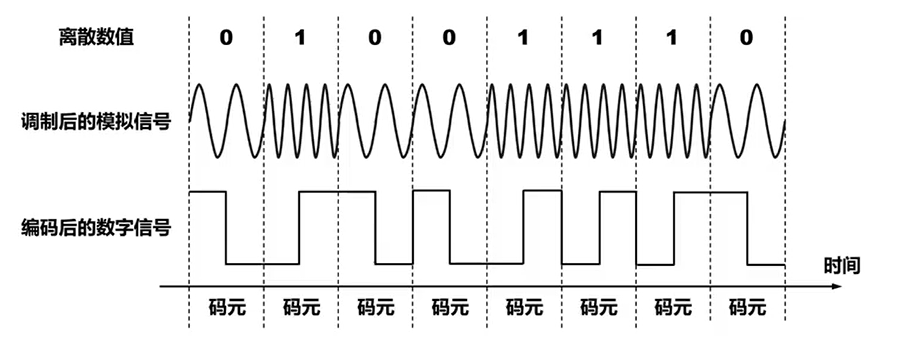 离散数值 0 1 0 0 1 1 1 0
调制后的模拟信号
编码后的数字信号
时间
码元 码元 码元 码元 码元 码元 码元 码元